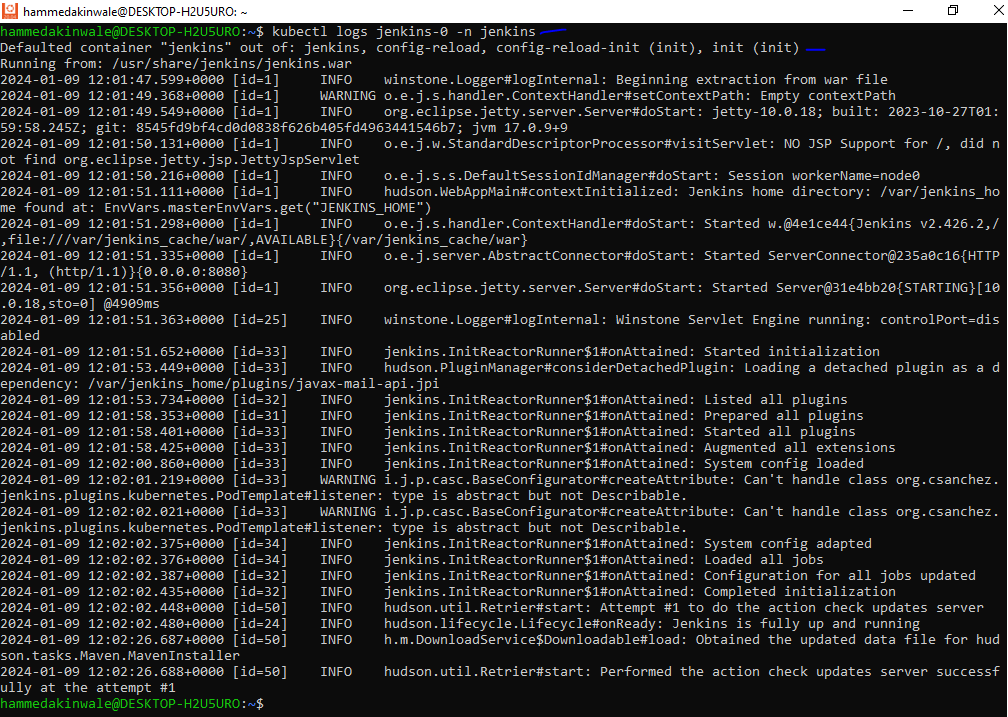 hammedakinwale@DESKTOP-H2U5URO: ~
hammedakinwale@DESKTOP-H2U5URO:~$ kubectl logs jenkins-0 -n jenkins
Defaulted container "jenkins" out of: jenkins, config-reload, config-reload-init (init), init (init)
Running from: /usr/share/jenkins/jenkins.war
2024-01-09 12:01:47.599+0000 [id=1]    INFO    winstone.Logger#logInternal: Beginning extraction from war file
2024-01-09 12:01:49.368+0000 [id=1]    WARNING o.e.j.s.handler.ContextHandler#setContextPath: Empty contextPath
2024-01-09 12:01:49.549+0000 [id=1]    INFO    org.eclipse.jetty.server.Server#doStart: jetty-10.0.18; built: 2023-10-27T01:
59:58.245Z; git: 8545fd9bf4cd0d0838f626b405fd4963441546b7; jvm 17.0.9+9
2024-01-09 12:01:50.131+0000 [id=1]    INFO    o.e.j.w.StandardDescriptorProcessor#visitServlet: NO JSP Support for /, did n
ot find org.eclipse.jetty.jsp.JettyJspServlet
2024-01-09 12:01:50.216+0000 [id=1]    INFO    o.e.j.s.s.DefaultSessionIdManager#doStart: Session workerName=node0
2024-01-09 12:01:51.111+0000 [id=1]    INFO    hudson.WebAppMain#contextInitialized: Jenkins home directory: /var/jenkins_ho
me found at: EnvVars.masterEnvVars.get("JENKINS_HOME")
2024-01-09 12:01:51.298+0000 [id=1]    INFO    o.e.j.s.handler.ContextHandler#doStart: Started w.@4e1ce44{Jenkins v2.426.2,/
,file:///var/jenkins_cache/war/,AVAILABLE}{/var/jenkins_cache/war}
2024-01-09 12:01:51.335+0000 [id=1]    INFO    o.e.j.server.AbstractConnector#doStart: Started ServerConnector@235a0c16{HTTP
/1.1, (http/1.1)}{0.0.0.0:8080}
2024-01-09 12:01:51.356+0000 [id=1]    INFO    org.eclipse.jetty.server.Server#doStart: Started Server@31e4bb20{STARTING}[10
.0.18,sto=0] @4909ms
2024-01-09 12:01:51.363+0000 [id=25]    INFO    winstone.Logger#logInternal: Winstone Servlet Engine running: controlPort=dis
abled
2024-01-09 12:01:51.652+0000 [id=33]    INFO    jenkins.InitReactorRunner$1#onAttained: Started initialization
2024-01-09 12:01:53.449+0000 [id=33]    INFO    hudson.PluginManager#considerDetachedPlugin: Loading a detached plugin as a d
ependency: /var/jenkins_home/plugins/javax-mail-api.jpi
2024-01-09 12:01:53.734+0000 [id=32]    INFO    jenkins.InitReactorRunner$1#onAttained: Listed all plugins
2024-01-09 12:01:58.353+0000 [id=31]    INFO    jenkins.InitReactorRunner$1#onAttained: Prepared all plugins
2024-01-09 12:01:58.401+0000 [id=33]    INFO    jenkins.InitReactorRunner$1#onAttained: Started all plugins
2024-01-09 12:01:58.425+0000 [id=33]    INFO    jenkins.InitReactorRunner$1#onAttained: Augmented all extensions
2024-01-09 12:02:00.860+0000 [id=33]    INFO    jenkins.InitReactorRunner$1#onAttained: System config loaded
2024-01-09 12:02:01.219+0000 [id=33]    WARNING i.j.p.casc.BaseConfigurator#createAttribute: Can't handle class org.csanchez.
jenkins.plugins.kubernetes.PodTemplate#listener: type is abstract but not Describable.
2024-01-09 12:02:02.021+0000 [id=33]    WARNING i.j.p.casc.BaseConfigurator#createAttribute: Can't handle class org.csanchez.
jenkins.plugins.kubernetes.PodTemplate#listener: type is abstract but not Describable.
2024-01-09 12:02:02.375+0000 [id=34]    INFO    jenkins.InitReactorRunner$1#onAttained: System config adapted
2024-01-09 12:02:02.376+0000 [id=34]    INFO    jenkins.InitReactorRunner$1#onAttained: Loaded all jobs
2024-01-09 12:02:02.387+0000 [id=32]    INFO    jenkins.InitReactorRunner$1#onAttained: Configuration for all jobs updated
2024-01-09 12:02:02.435+0000 [id=32]    INFO    jenkins.InitReactorRunner$1#onAttained: Completed initialization
2024-01-09 12:02:02.448+0000 [id=50]    INFO    hudson.util.Retrier#start: Attempt #1 to do the action check updates server
2024-01-09 12:02:02.480+0000 [id=24]    INFO    hudson.lifecycle.Lifecycle#onReady: Jenkins is fully up and running
2024-01-09 12:02:26.687+0000 [id=50]    INFO    h.m.DownloadService$Downloadable#load: Obtained the updated data file for hud
son.tasks.Maven.MavenInstaller
2024-01-09 12:02:26.688+0000 [id=50]    INFO    hudson.util.Retrier#start: Performed the action check updates server successf
ully at the attempt #1
hammedakinwale@DESKTOP-H2U5URO:~$